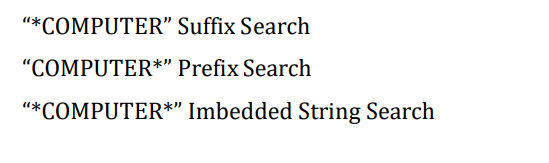 “*COMPUTER” Suffix Search
“COMPUTER*” Prefix Search
“*COMPUTER*” Imbedded String Search